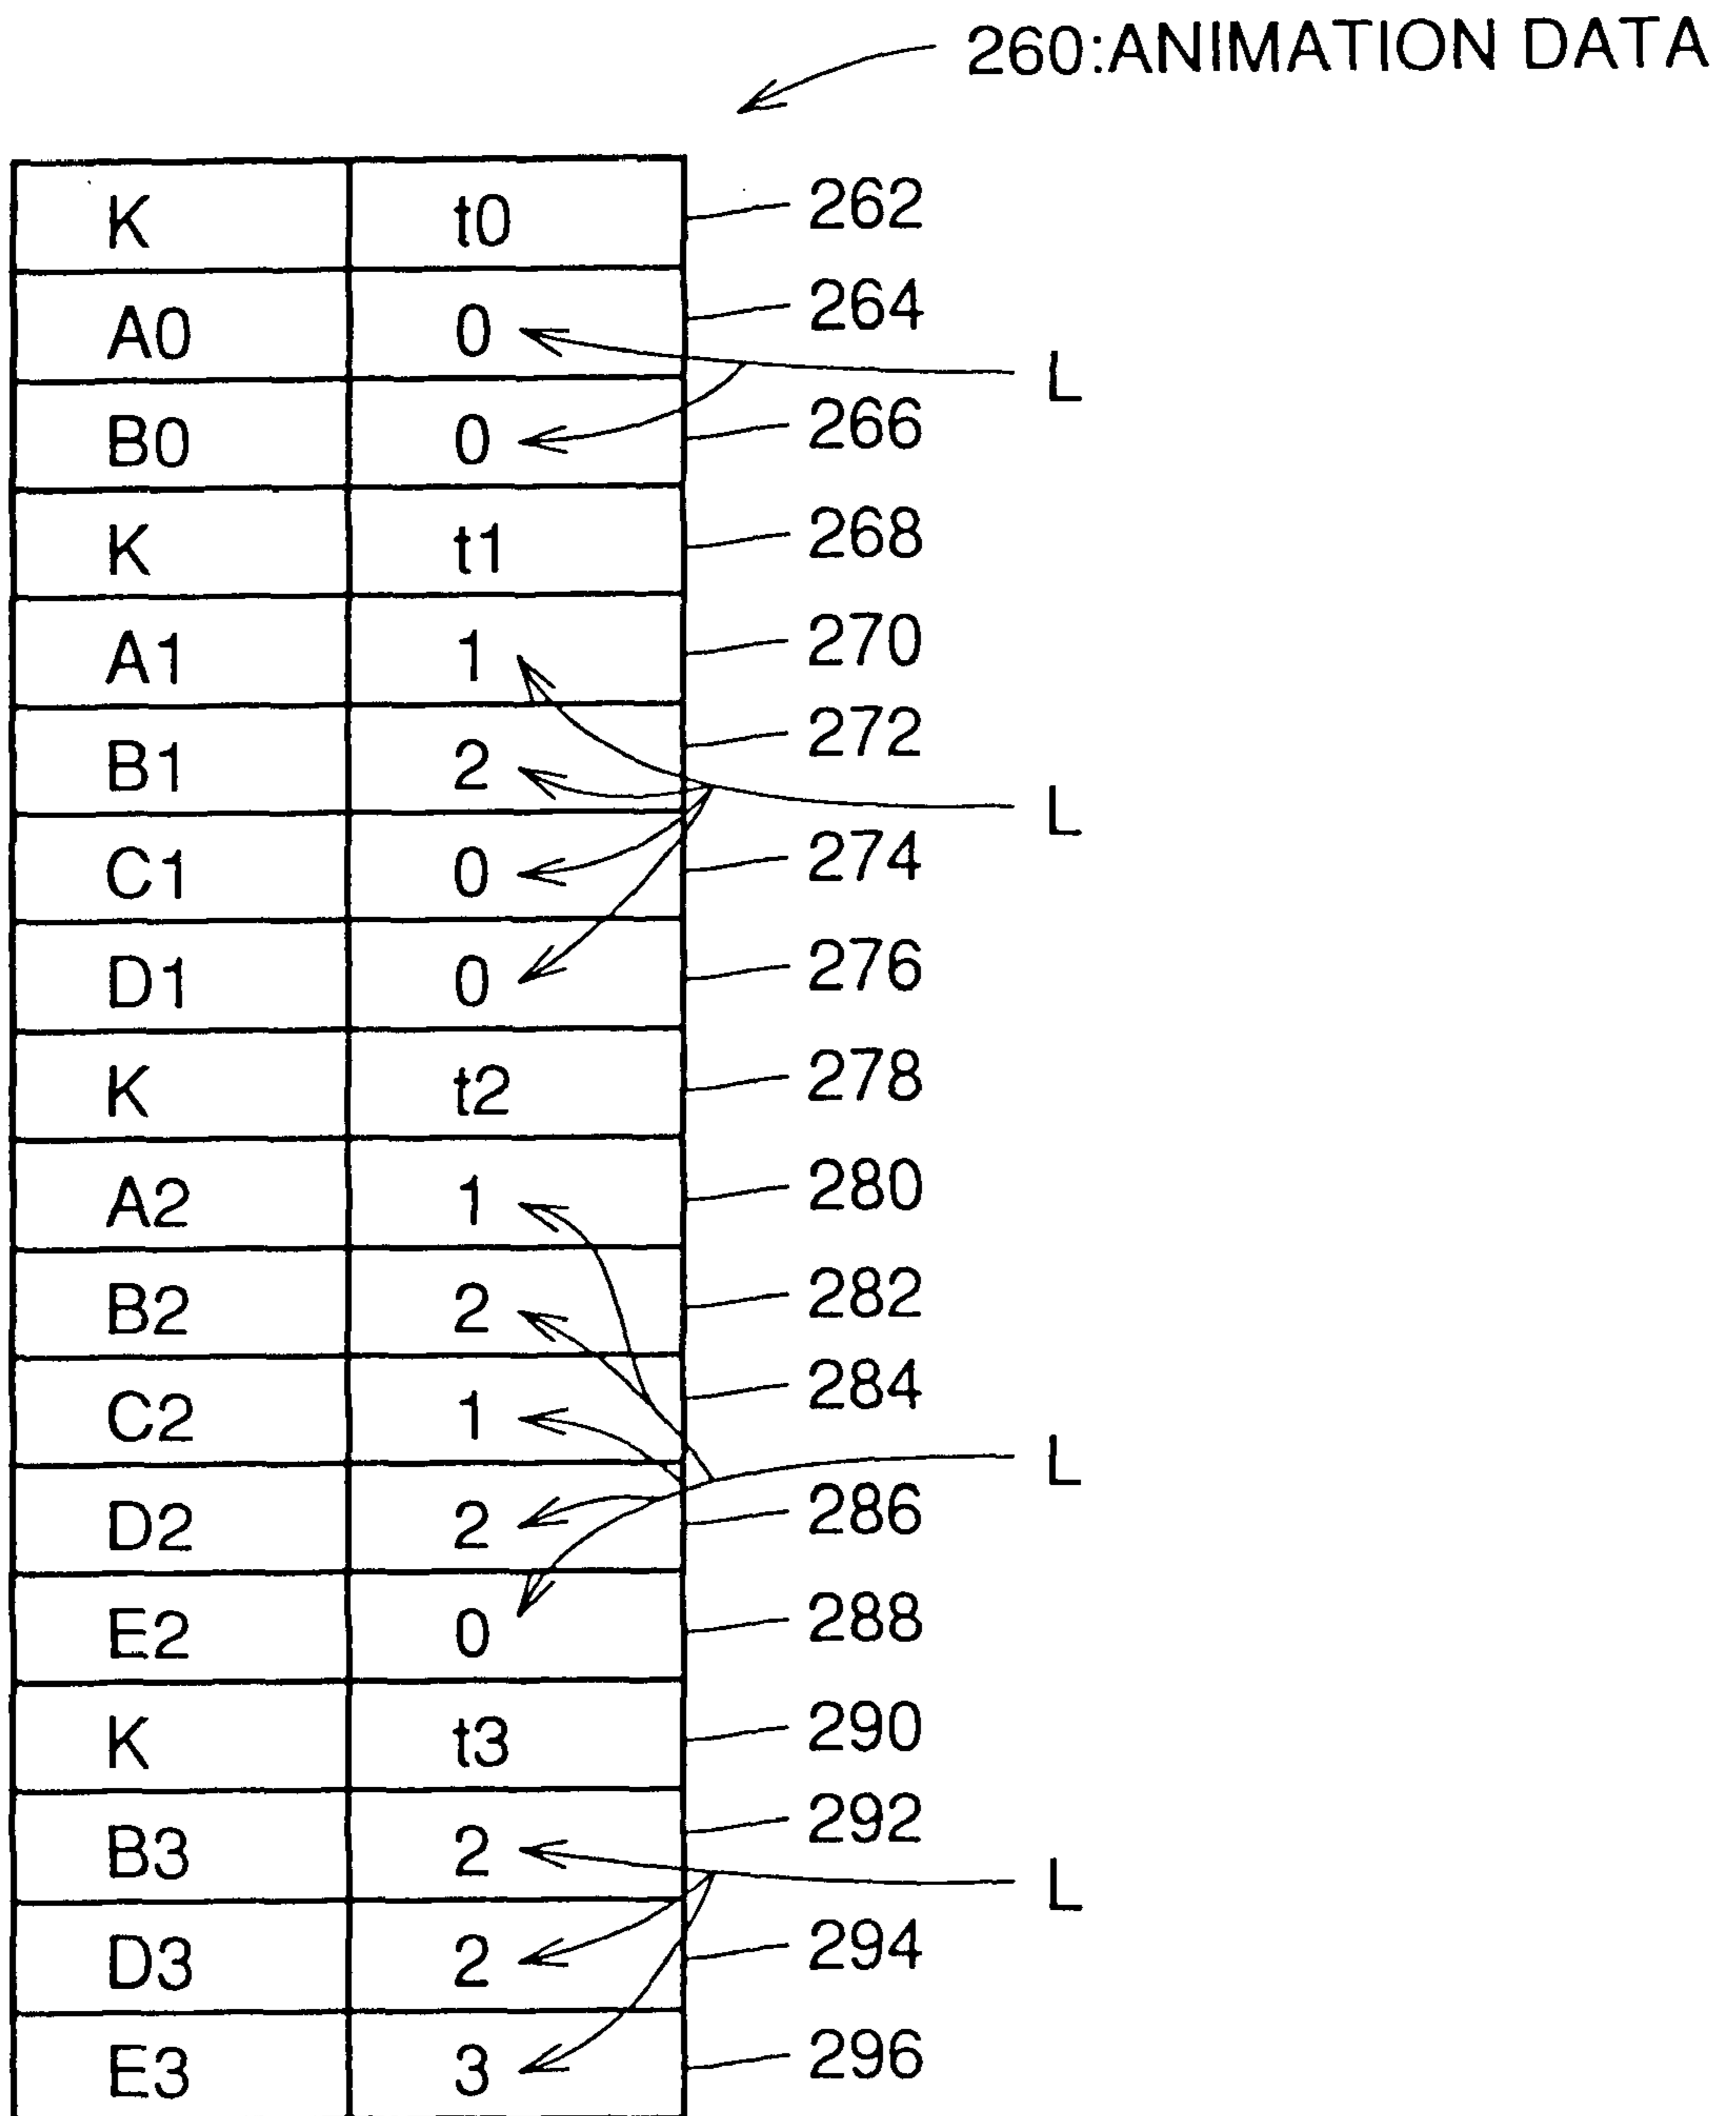 260:ANIMATION DATA
K t0 262
A0 0 264
L
B0 0 266
K t1 268
A1 1 270
B1 2 272
L
C1 0 274
D1 0 276
K t2 278
A2 1 280
B2 2 282
C2 1 284
L
D2 2 286
E2 0 288
K t3 290
B3 2 292
L
D3 2 294
E3 3 296